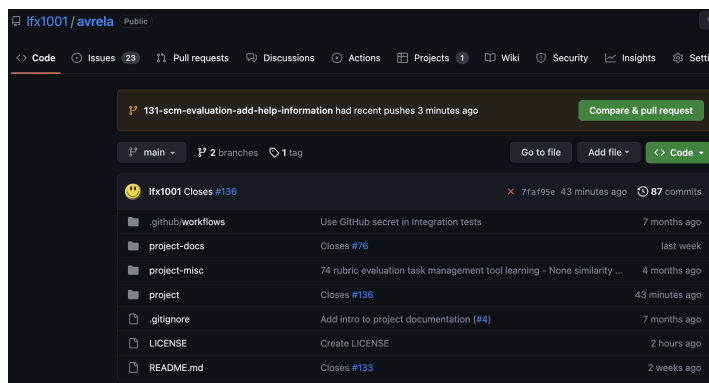 lfx1001 / avrela Public
Code Issues 23 Pull requests Discussions Actions Projects 1 Wiki Security Insights
131-scm-evaluation-add-help-information had recent pushes 3 minutes ago Compare & pull request
main 2 branches 1 tag Go to file Add file Code
lfx1001 Closes #136 7faf95e 43 minutes ago 87 commits
.github/workflows Use GitHub secret in Integration tests 7 months ago
project-docs Closes #76 last week
project-misc 74 rubric evaluation task management tool learning - None similarity ... 4 months ago
project Closes #136 43 minutes ago
.gitignore Add intro to project documentation (#4) 7 months ago
LICENSE Create LICENSE 2 hours ago
README.md Closes #133 2 weeks ago